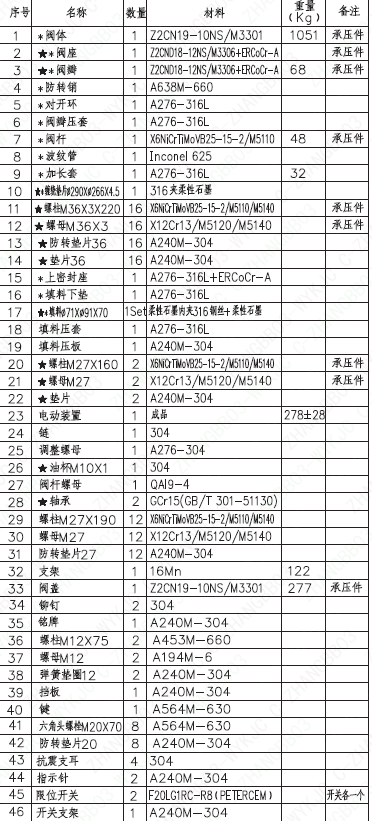 序号 名称 数量 材料 重量(Kg) 备注
1 *阀体 1 Z2CN19-10NS/M3301 1051 承压件
2 ★*阀座 1 Z2CND18-12NS/M3306+ERCoCr-A 承压件
3 ★*阀瓣 1 Z2CND18-12NS/M3306+ERCoCr-A 68 承压件
4 *防转销 1 A638M-660
5 *对开环 1 A276-316L
6 *阀瓣压套 1 A276-316L
7 *阀杆 1 X6NiCrTiMoVB25-15-2/M5110 48 承压件
8 *波纹管 1 Inconel 625
9 *加长套 1 A276-316L 32
10 ★*缠绕垫片ø290Xø266X4.5 1 316夹柔性石墨
11 ★螺柱M36X3X220 16 X6NiCrTiMoVB25-15-2/M5110/M5140 承压件
12 ★螺母M36X3 16 X12Cr13/M5120/M5140 承压件
13 ★防转垫片36 16 A240M-304
14 ★垫片36 16 A240M-304
15 *上密封座 1 A276-316L+ERCoCr-A
16 *填料下垫 1 A276-316L
17 ★*填料ø71Xø91X70 1Set 柔性石墨内夹316钢丝+柔性石墨
18 填料压套 1 A276-316L
19 填料压板 1 A240M-304
20 ★螺柱M27X160 2 X6NiCrTiMoVB25-15-2/M5110/M5140 承压件
21 ★螺母M27 2 X12Cr13/M5120/M5140 承压件
22 ★垫片 2 A240M-304
23 电动装置 1 成品 278±28
24 链 1 304
25 调整螺母 1 A276-304
26 ★油杯M10X1 1 304
27 阀杆螺母 1 QAl9-4
28 ★轴承 2 GCr15(GB/T 301-51130)
29 螺柱M27X190 12 X6NiCrTiMoVB25-15-2/M5110/M5140
30 螺母M27 12 X12Cr13/M5120/M5140
31 防转垫片27 12 A240M-304
32 支架 1 16Mn 122
33 阀盖 1 Z2CN19-10NS/M3301 277 承压件
34 铆钉 2 304
35 铭牌 1 A240M-304
36 螺柱M12X75 2 A453M-660
37 螺母M12 2 A194M-6
38 弹簧垫圈12 2 A240M-304
39 挡板 1 A240M-304
40 键 1 A564M-630
41 六角头螺栓M20X70 8 A564M-630
42 防转垫片20 8 A240M-304
43 抗震支耳 4 304
44 指示针 2 A240M-304
45 限位开关 2 F20LG1RC-R8(PETERCEM) 开关各一个
46 开关支架 1 A240M-304